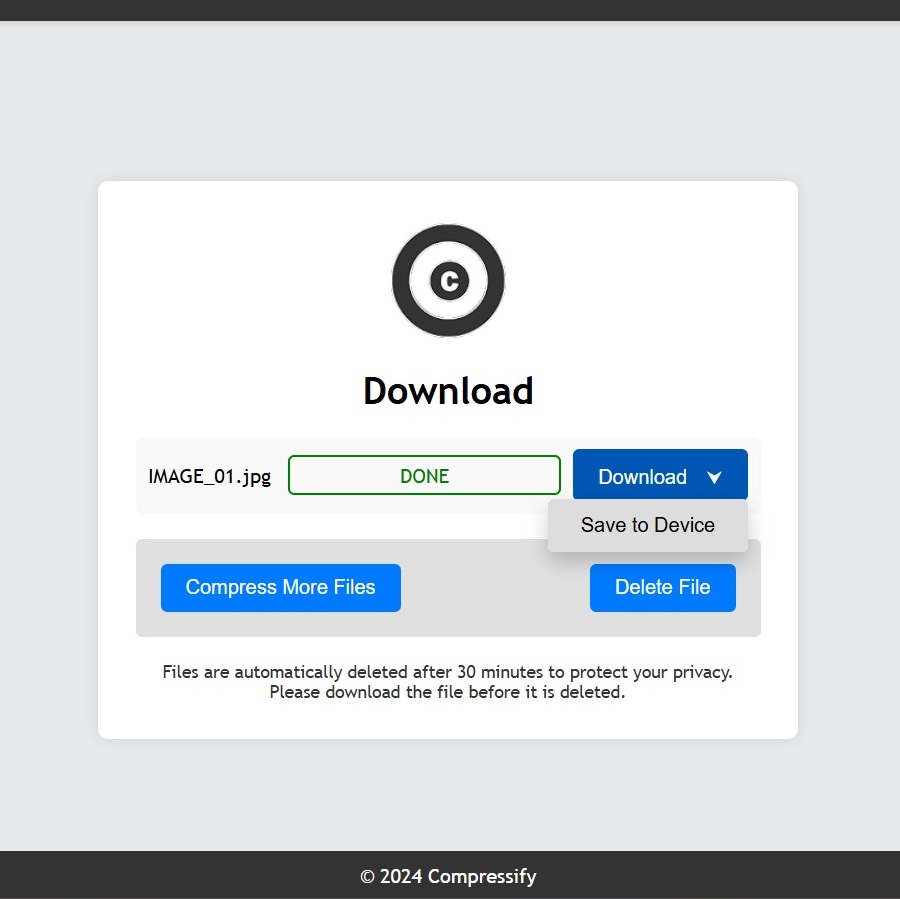 C
Download
IMAGE_01.jpg
DONE
Download
Save to Device
Compress More Files
Delete File
Files are automatically deleted after 30 minutes to protect your privacy.
Please download the file before it is deleted.
© 2024 Compressify